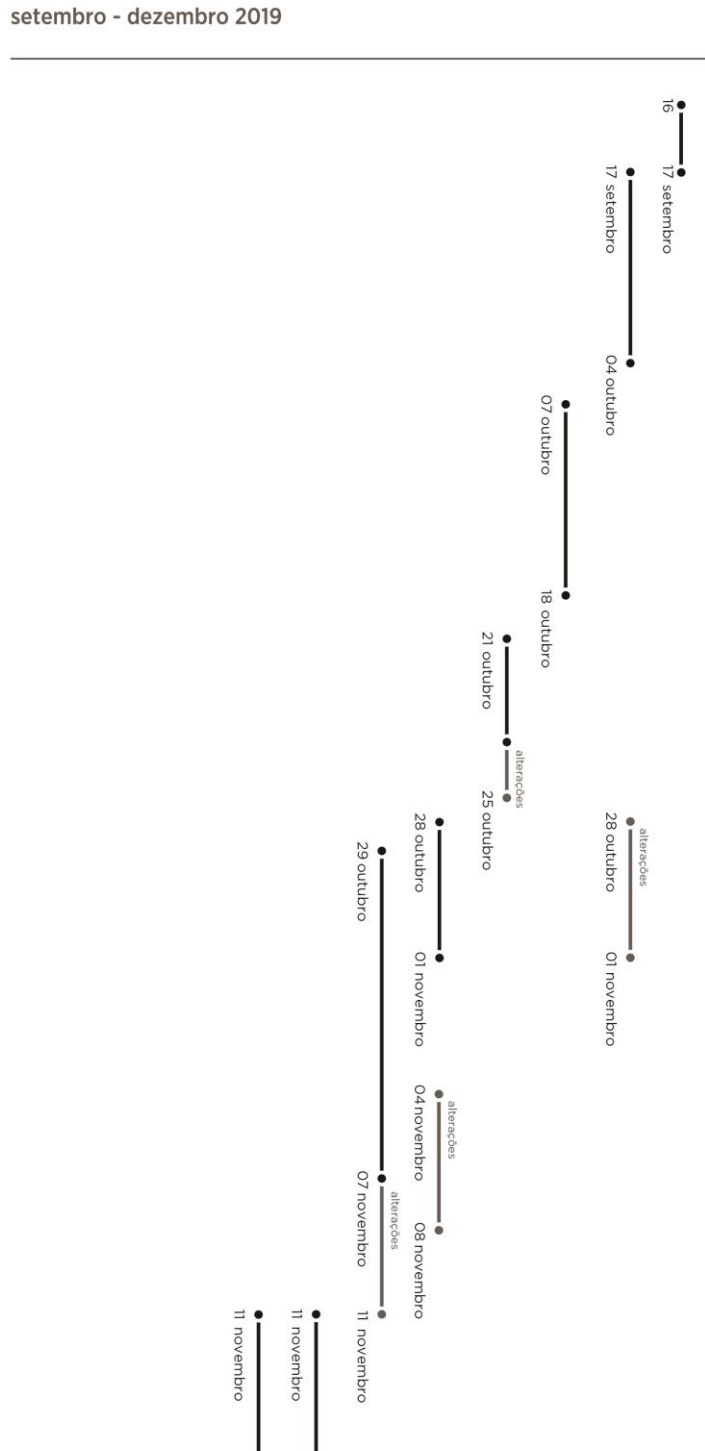 setembro - dezembro 2019
16
17 setembro
17 setembro
04 outubro
07 outubro
18 outubro
21 outubro
alterações
25 outubro
28 outubro
01 novembro
alterações
28 outubro
01 novembro
29 outubro
alterações
04 novembro
08 novembro
07 novembro
alterações
11 novembro
11 novembro
11 novembro